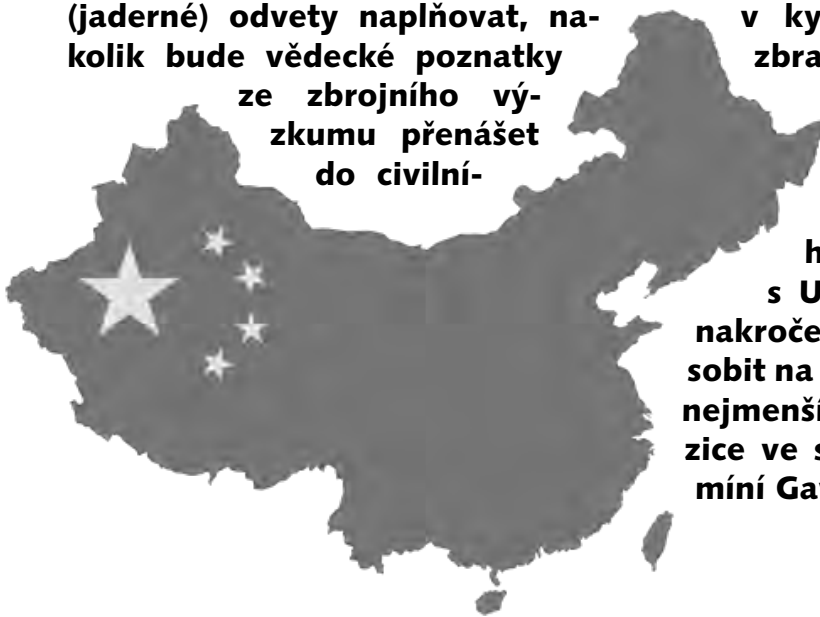 (jaderné) odvety naplňovat, na-
kolik bude vědecké poznatky
ze zbrojního vý-
zkumu přenášet
do civilní-
v ky
zbra
h
s U
nakroče
sobit na
nejmenší
zice ve s
míní Ga